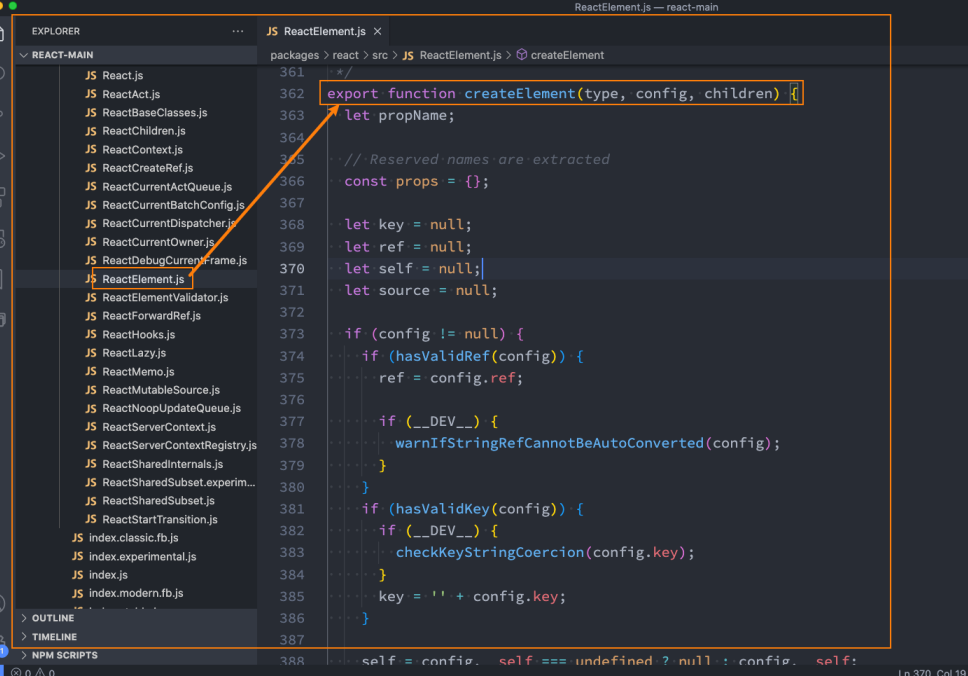 ReactElement.js — react-main
EXPLORER
REACT-MAIN
JS React.js
JS ReactAct.js
JS ReactBaseClasses.js
JS ReactChildren.js
JS ReactContext.js
JS ReactCreateRef.js
JS ReactCurrentActQueue.js
JS ReactCurrentBatchConfig.js
JS ReactCurrentDispatcher.js
JS ReactCurrentOwner.js
JS ReactDebugCurrentFrame.js
JS ReactElement.js
JS ReactElementValidator.js
JS ReactForwardRef.js
JS ReactHooks.js
JS ReactLazy.js
JS ReactMemo.js
JS ReactMutableSource.js
JS ReactNoopUpdateQueue.js
JS ReactServerContext.js
JS ReactServerContextRegistry.js
JS ReactSharedInternals.js
JS ReactSharedSubset.experim...
JS ReactSharedSubset.js
JS ReactStartTransition.js
JS index.classic.fb.js
JS index.experimental.js
JS index.js
JS index.modern.fb.js
OUTLINE
TIMELINE
NPM SCRIPTS
JS ReactElement.js ×
packages > react > src > JS ReactElement.js > createElement
361 */
362 export function createElement(type, config, children) {
363 let propName;
364
365 // Reserved names are extracted
366 const props = {};
367
368 let key = null;
369 let ref = null;
370 let self = null;
371 let source = null;
372
373 if (config != null) {
374 if (hasValidRef(config)) {
375 ref = config.ref;
376
377 if (__DEV__) {
378 warnIfStringRefCannotBeAutoConverted(config);
379 }
380 }
381 if (hasValidKey(config)) {
382 if (__DEV__) {
383 checkKeyStringCoercion(config.key);
384 }
385 key = '' + config.key;
386 }
387
388 self = config.__self === undefined ? null : config.__self;
0 0
Ln 370, Col 19